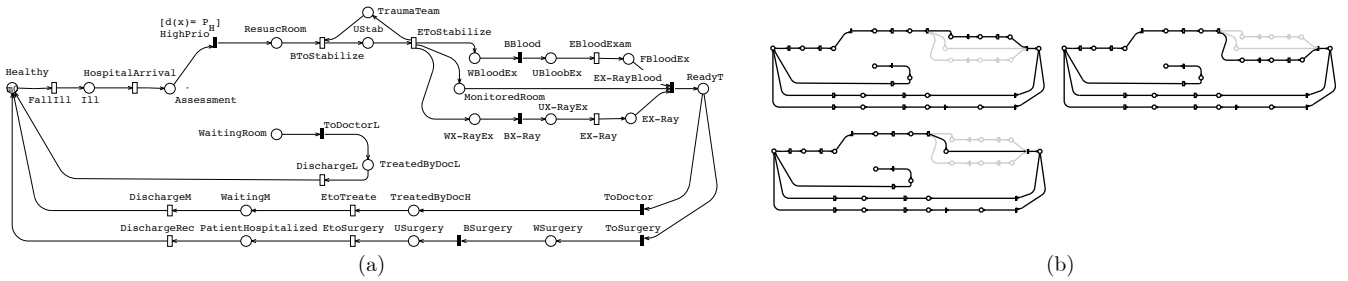 TraumaTeam
[d(x)= P_H]
HighPrio
ResuscRoom
UStab
EToStabilize
BToStabilize
BBlood
EBloodExam
FBloodEx
WBloodEx
UBloobEx
EX-RayBlood
ReadyT
Healthy
HospitalArrival
FallIll
Ill
Assessment
MonitoredRoom
UX-RayEx
WX-RayEx
BX-Ray
EX-Ray
EX-Ray
WaitingRoom
ToDoctorL
DischargeL
TreatedByDocL
DischargeM
WaitingM
EtoTreate
TreatedByDocH
ToDoctor
DischargeRec
PatientHospitalized
EtoSurgery
USurgery
BSurgery
WSurgery
ToSurgery
(a)
(b)